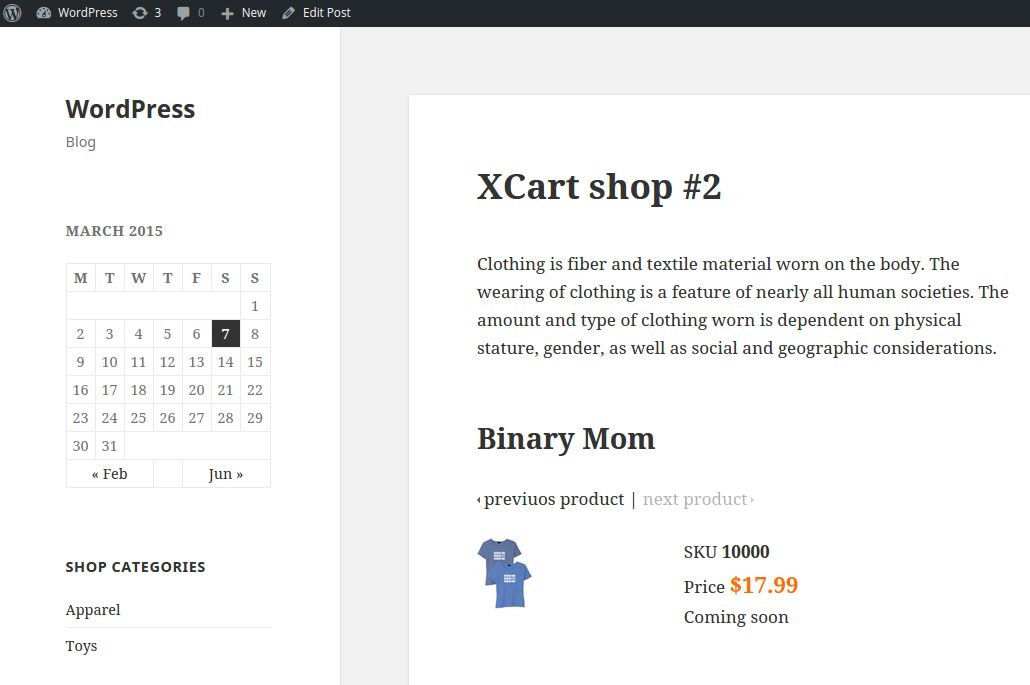 WordPress 3 0 New Edit Post
WordPress
Blog
MARCH 2015
M T W T F S S
1
2 3 4 5 6 7 8
9 10 11 12 13 14 15
16 17 18 19 20 21 22
23 24 25 26 27 28 29
30 31
« Feb Jun »
SHOP CATEGORIES
Apparel
Toys
XCart shop #2
Clothing is fiber and textile material worn on the body. The
wearing of clothing is a feature of nearly all human societies. The
amount and type of clothing worn is dependent on physical
stature, gender, as well as social and geographic considerations.
Binary Mom
previuos product | next product
SKU 10000
Price $17.99
Coming soon